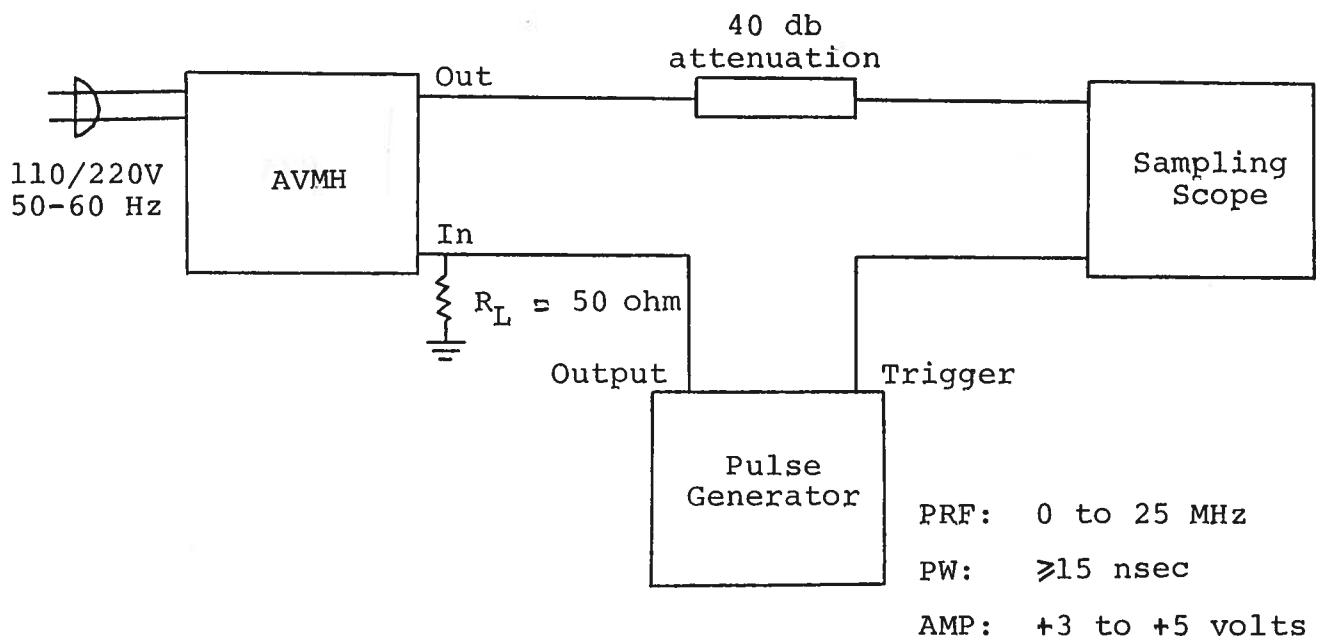 40 db
attenuation
Out
110/220V
50-60 Hz
AVMH
Sampling
Scope
In
R_L = 50 ohm
Output
Trigger
Pulse
Generator
PRF: 0 to 25 MHz
PW: ⩾15 nsec
AMP: +3 to +5 volts